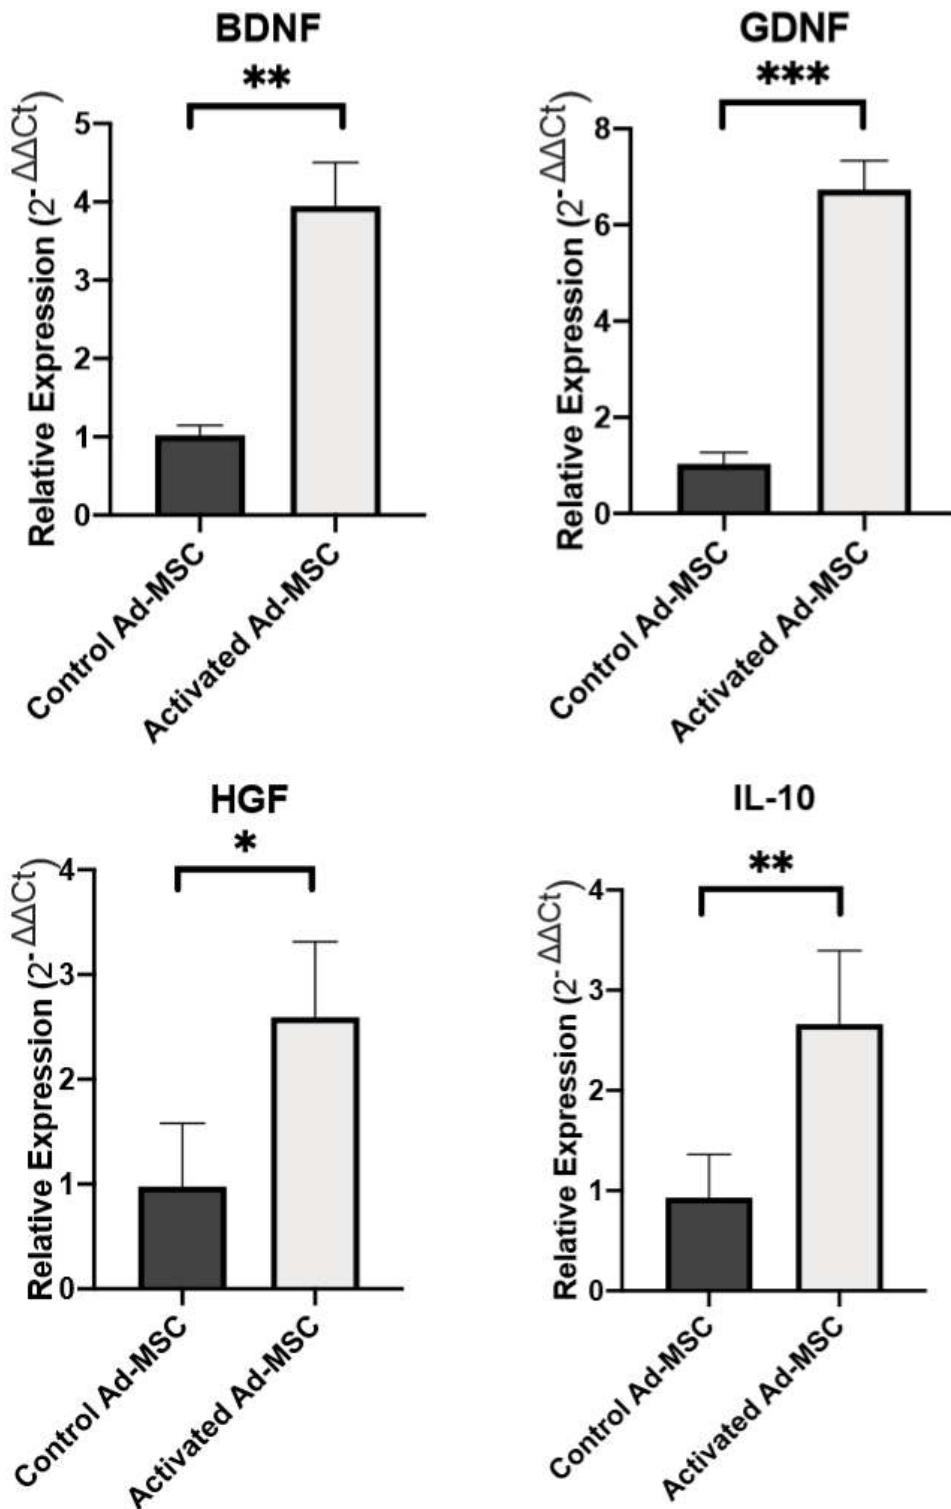 BDNF
**
Relative Expression (2^-ΔΔCt)
5
4
3
2
1
0
Control Ad-MSC
Activated Ad-MSC
GDNF
***
Relative Expression (2^-ΔΔCt)
8
6
4
2
0
Control Ad-MSC
Activated Ad-MSC
HGF
*
Relative Expression (2^-ΔΔCt)
4
3
2
1
0
Control Ad-MSC
Activated Ad-MSC
IL-10
**
Relative Expression (2^-ΔΔCt)
4
3
2
1
0
Control Ad-MSC
Activated Ad-MSC